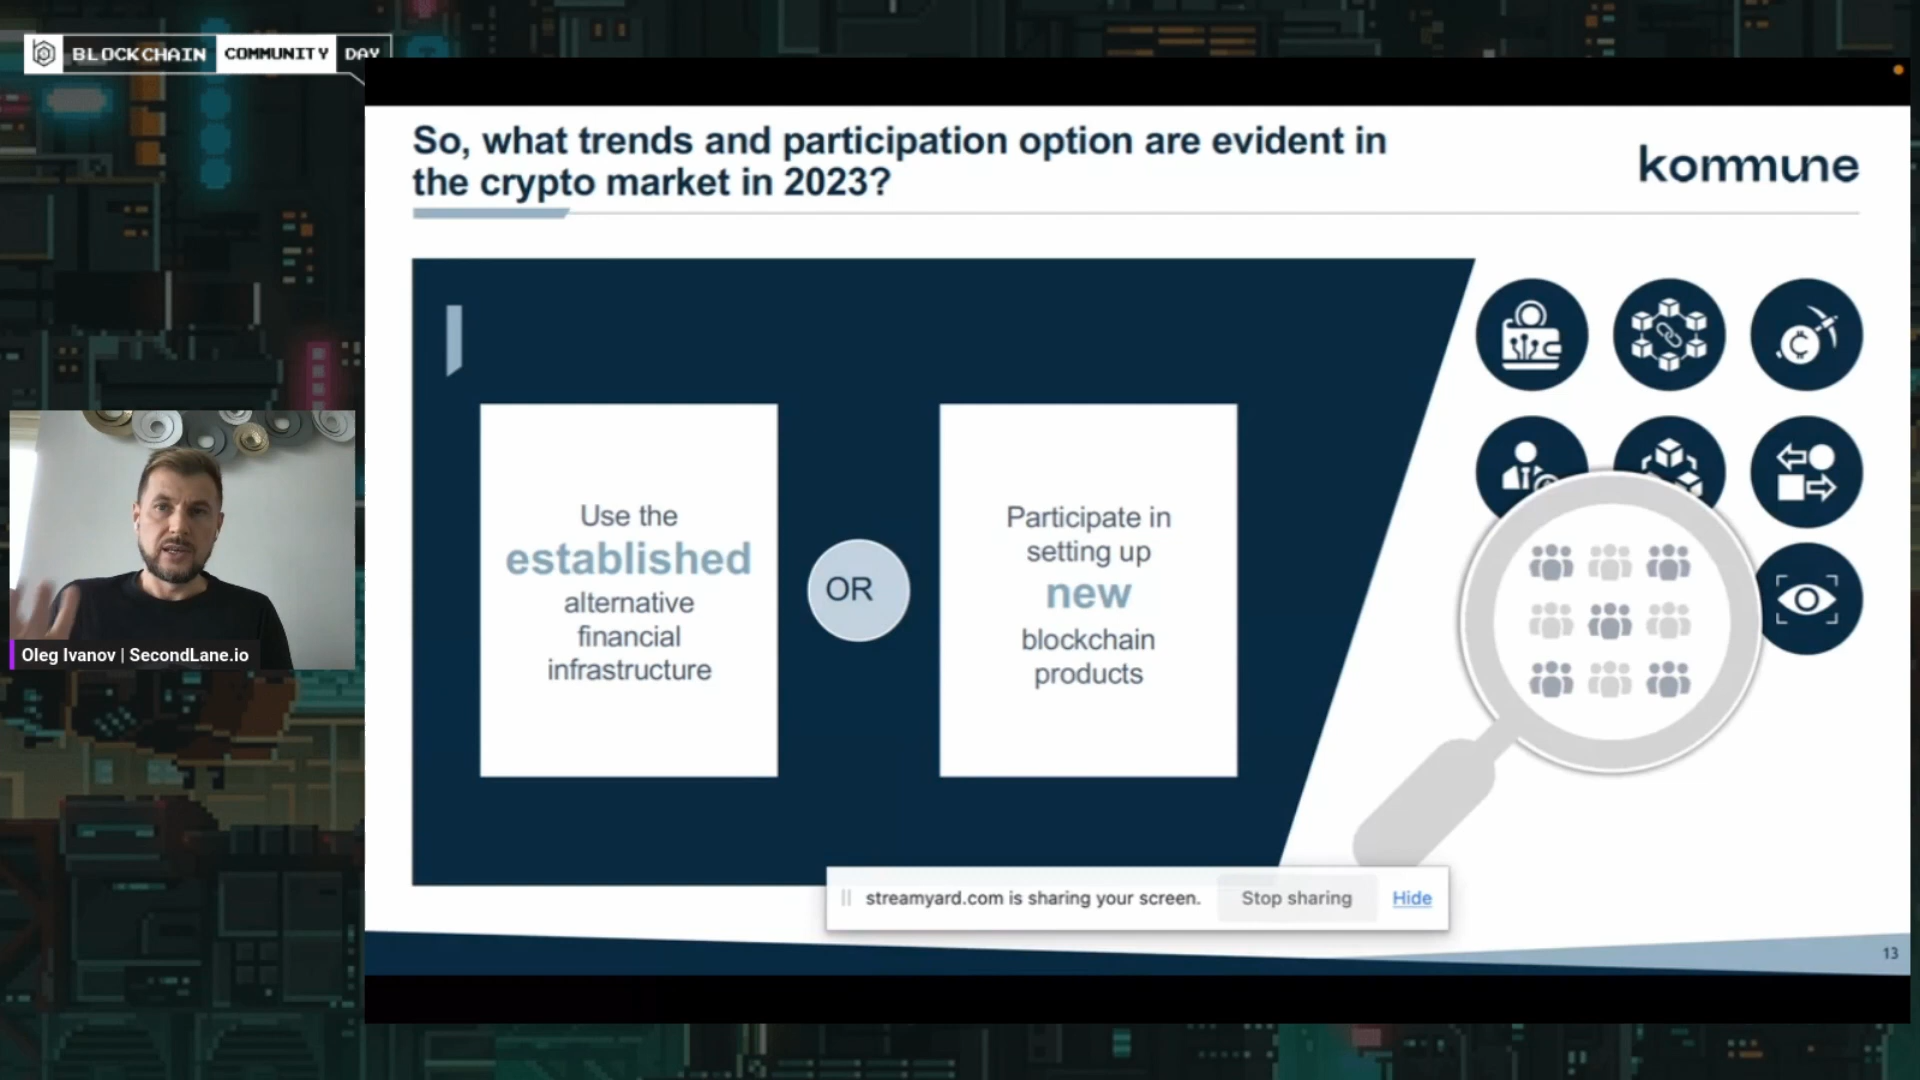 BLOCKCHAIN COMMUNITY DAY
So, what trends and participation option are evident in
the crypto market in 2023?
kommune
Use the
established
alternative
financial
infrastructure
OR
Participate in
setting up
new
blockchain
products
Oleg Ivanov | SecondLane.io
streamyard.com is sharing your screen.
Stop sharing
Hide
13